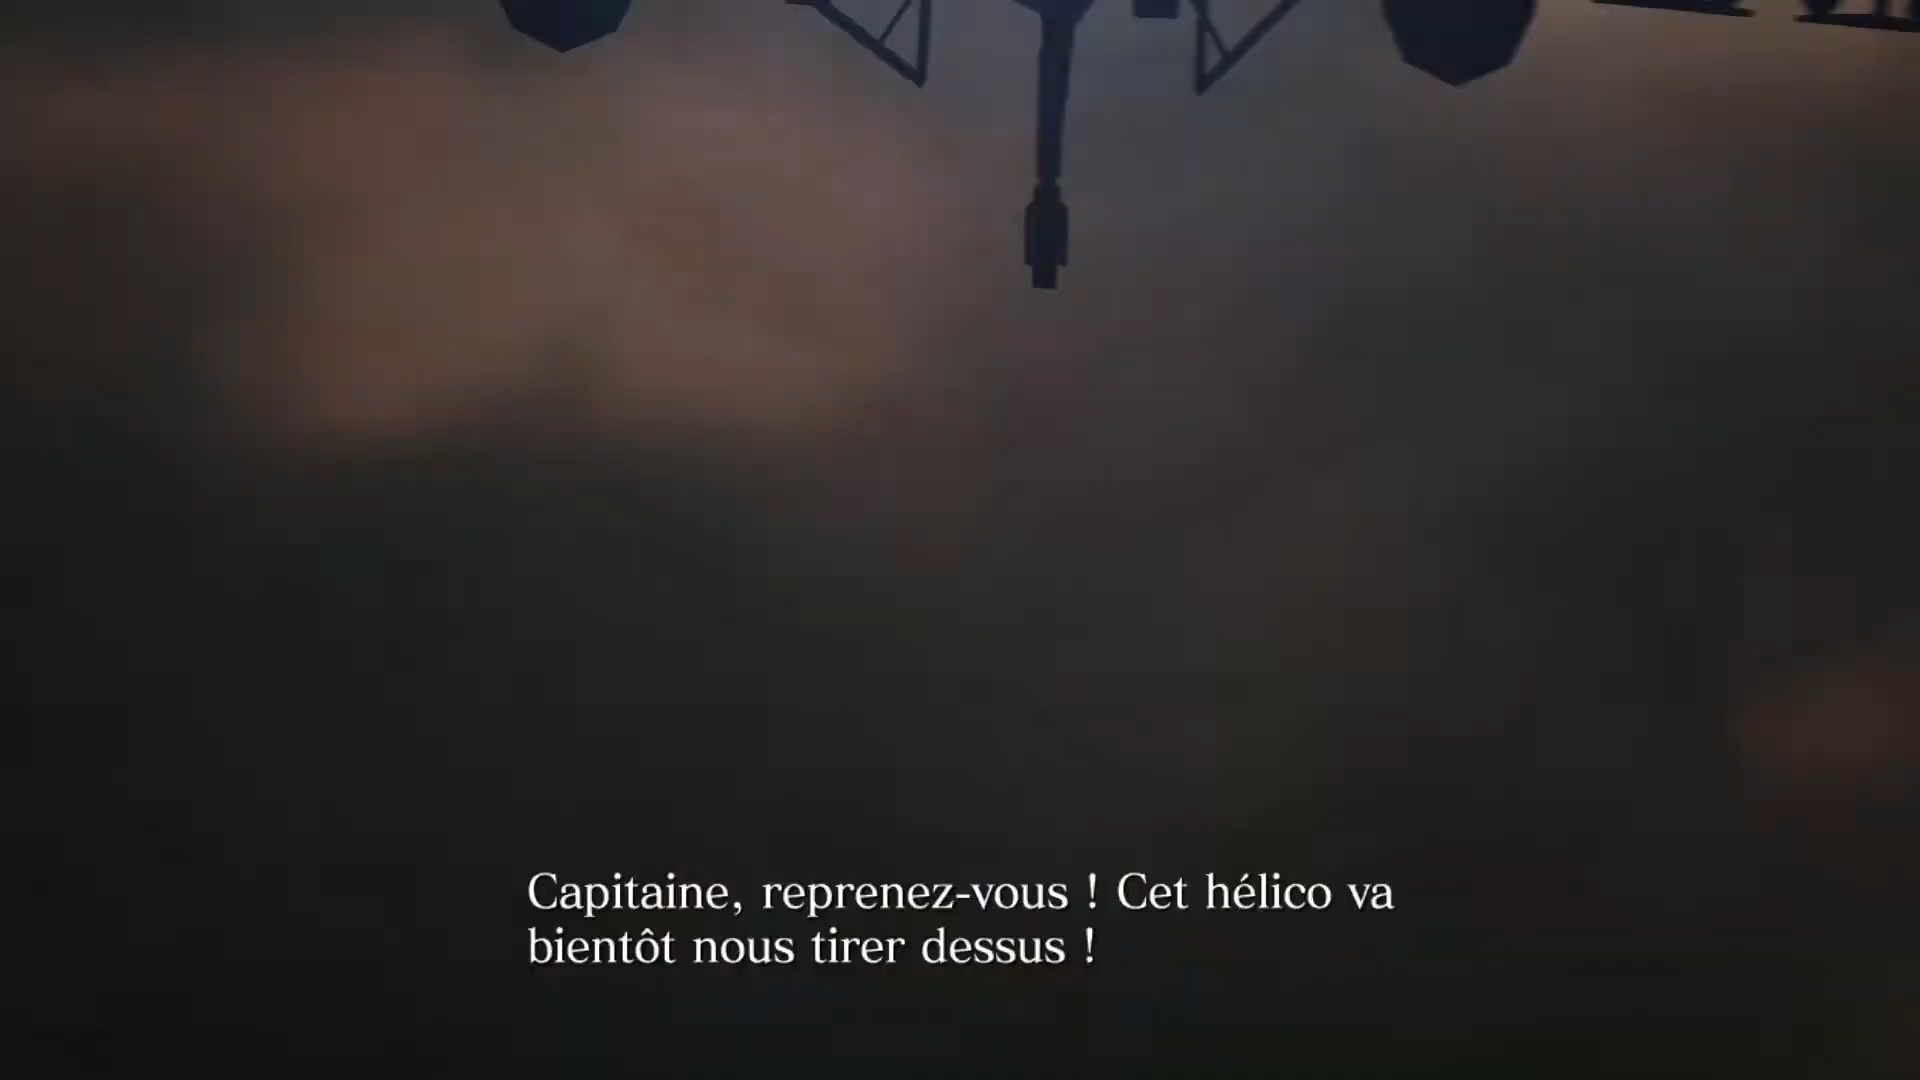 Capitaine, reprenez-vous ! Cet hélico va
bientôt nous tirer dessus !